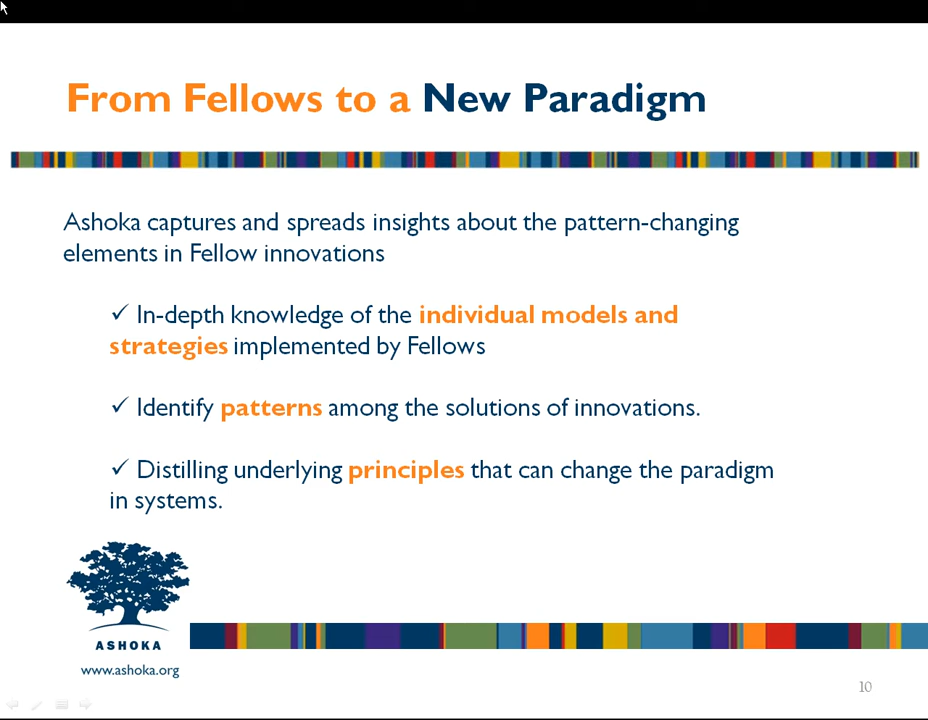 From Fellows to a New Paradigm
Ashoka captures and spreads insights about the pattern-changing
elements in Fellow innovations
✓ In-depth knowledge of the individual models and
strategies implemented by Fellows
✓ Identify patterns among the solutions of innovations.
✓ Distilling underlying principles that can change the paradigm
in systems.
ASHOKA
www.ashoka.org
10